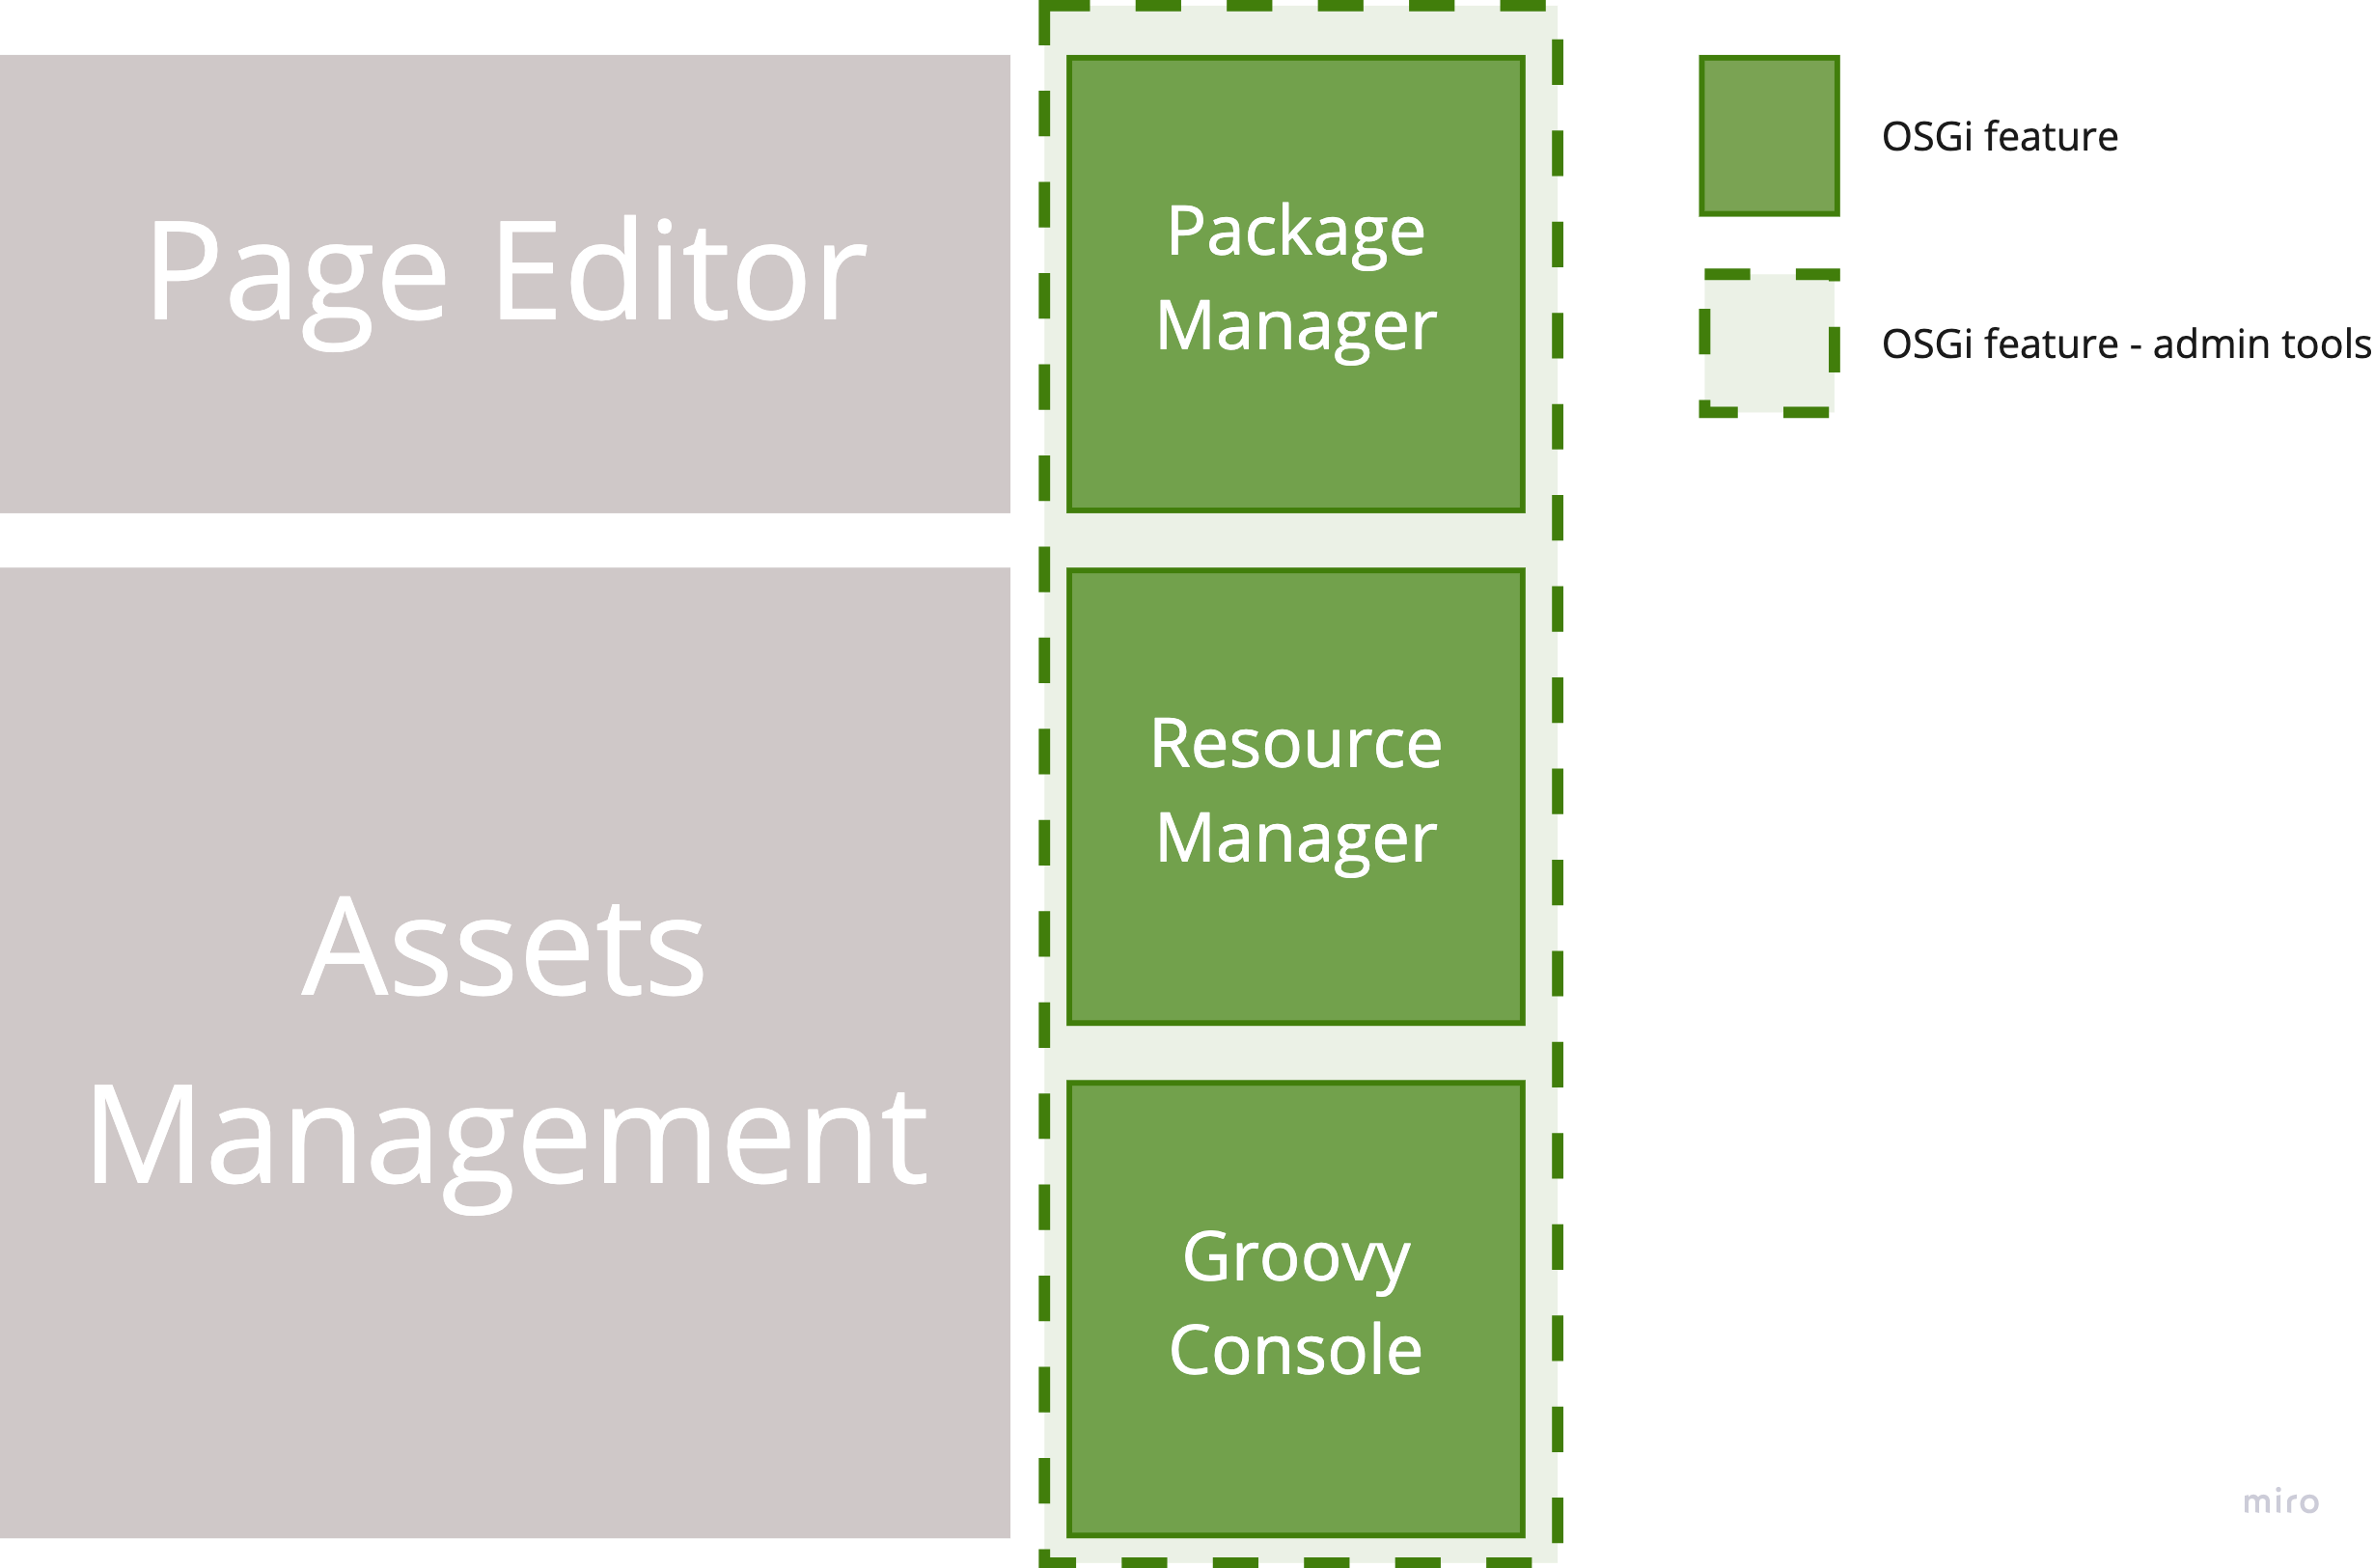 Page Editor
Package
Manager
OSGi feature
OSGi feature - admin tools
Assets
Management
Resource
Manager
Groovy
Console
miro